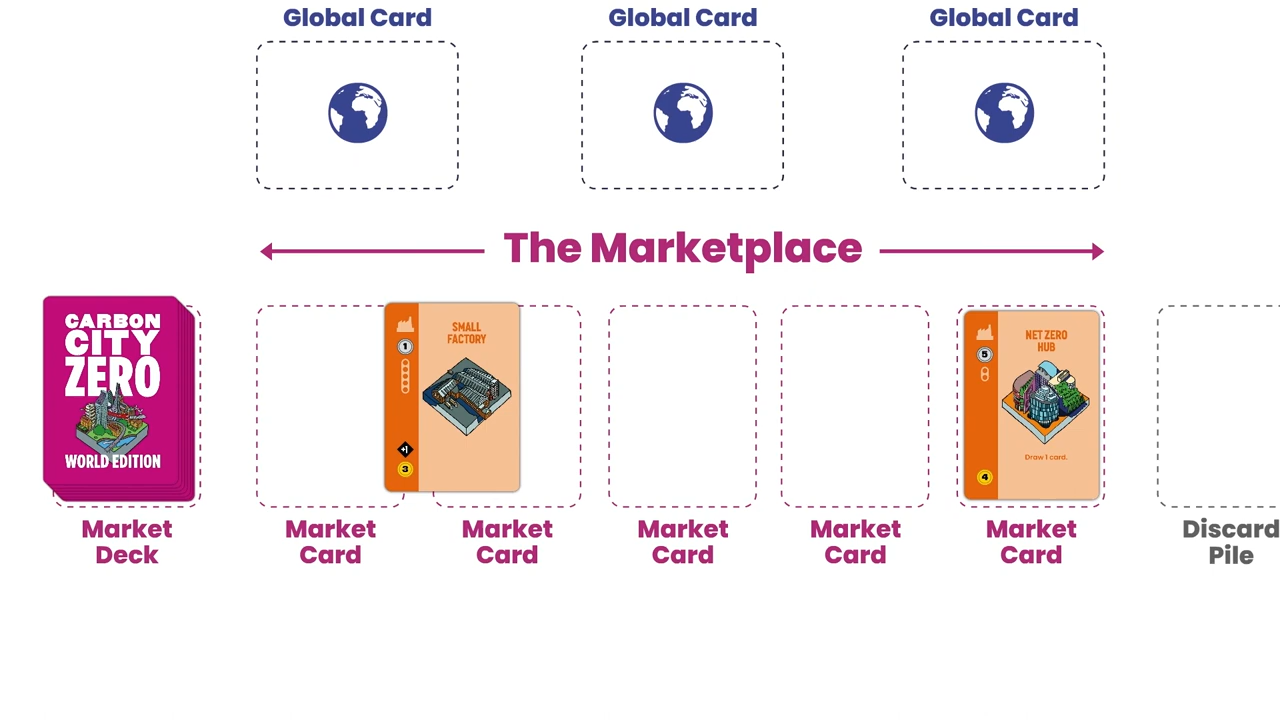 Global Card
Global Card
Global Card
The Marketplace
CARBON
CITY
ZERO
WORLD EDITION
SMALL
FACTORY
1
+1
3
NET ZERO
HUB
5
Draw 1 card.
4
Market
Deck
Market
Card
Market
Card
Market
Card
Market
Card
Market
Card
Discard
Pile